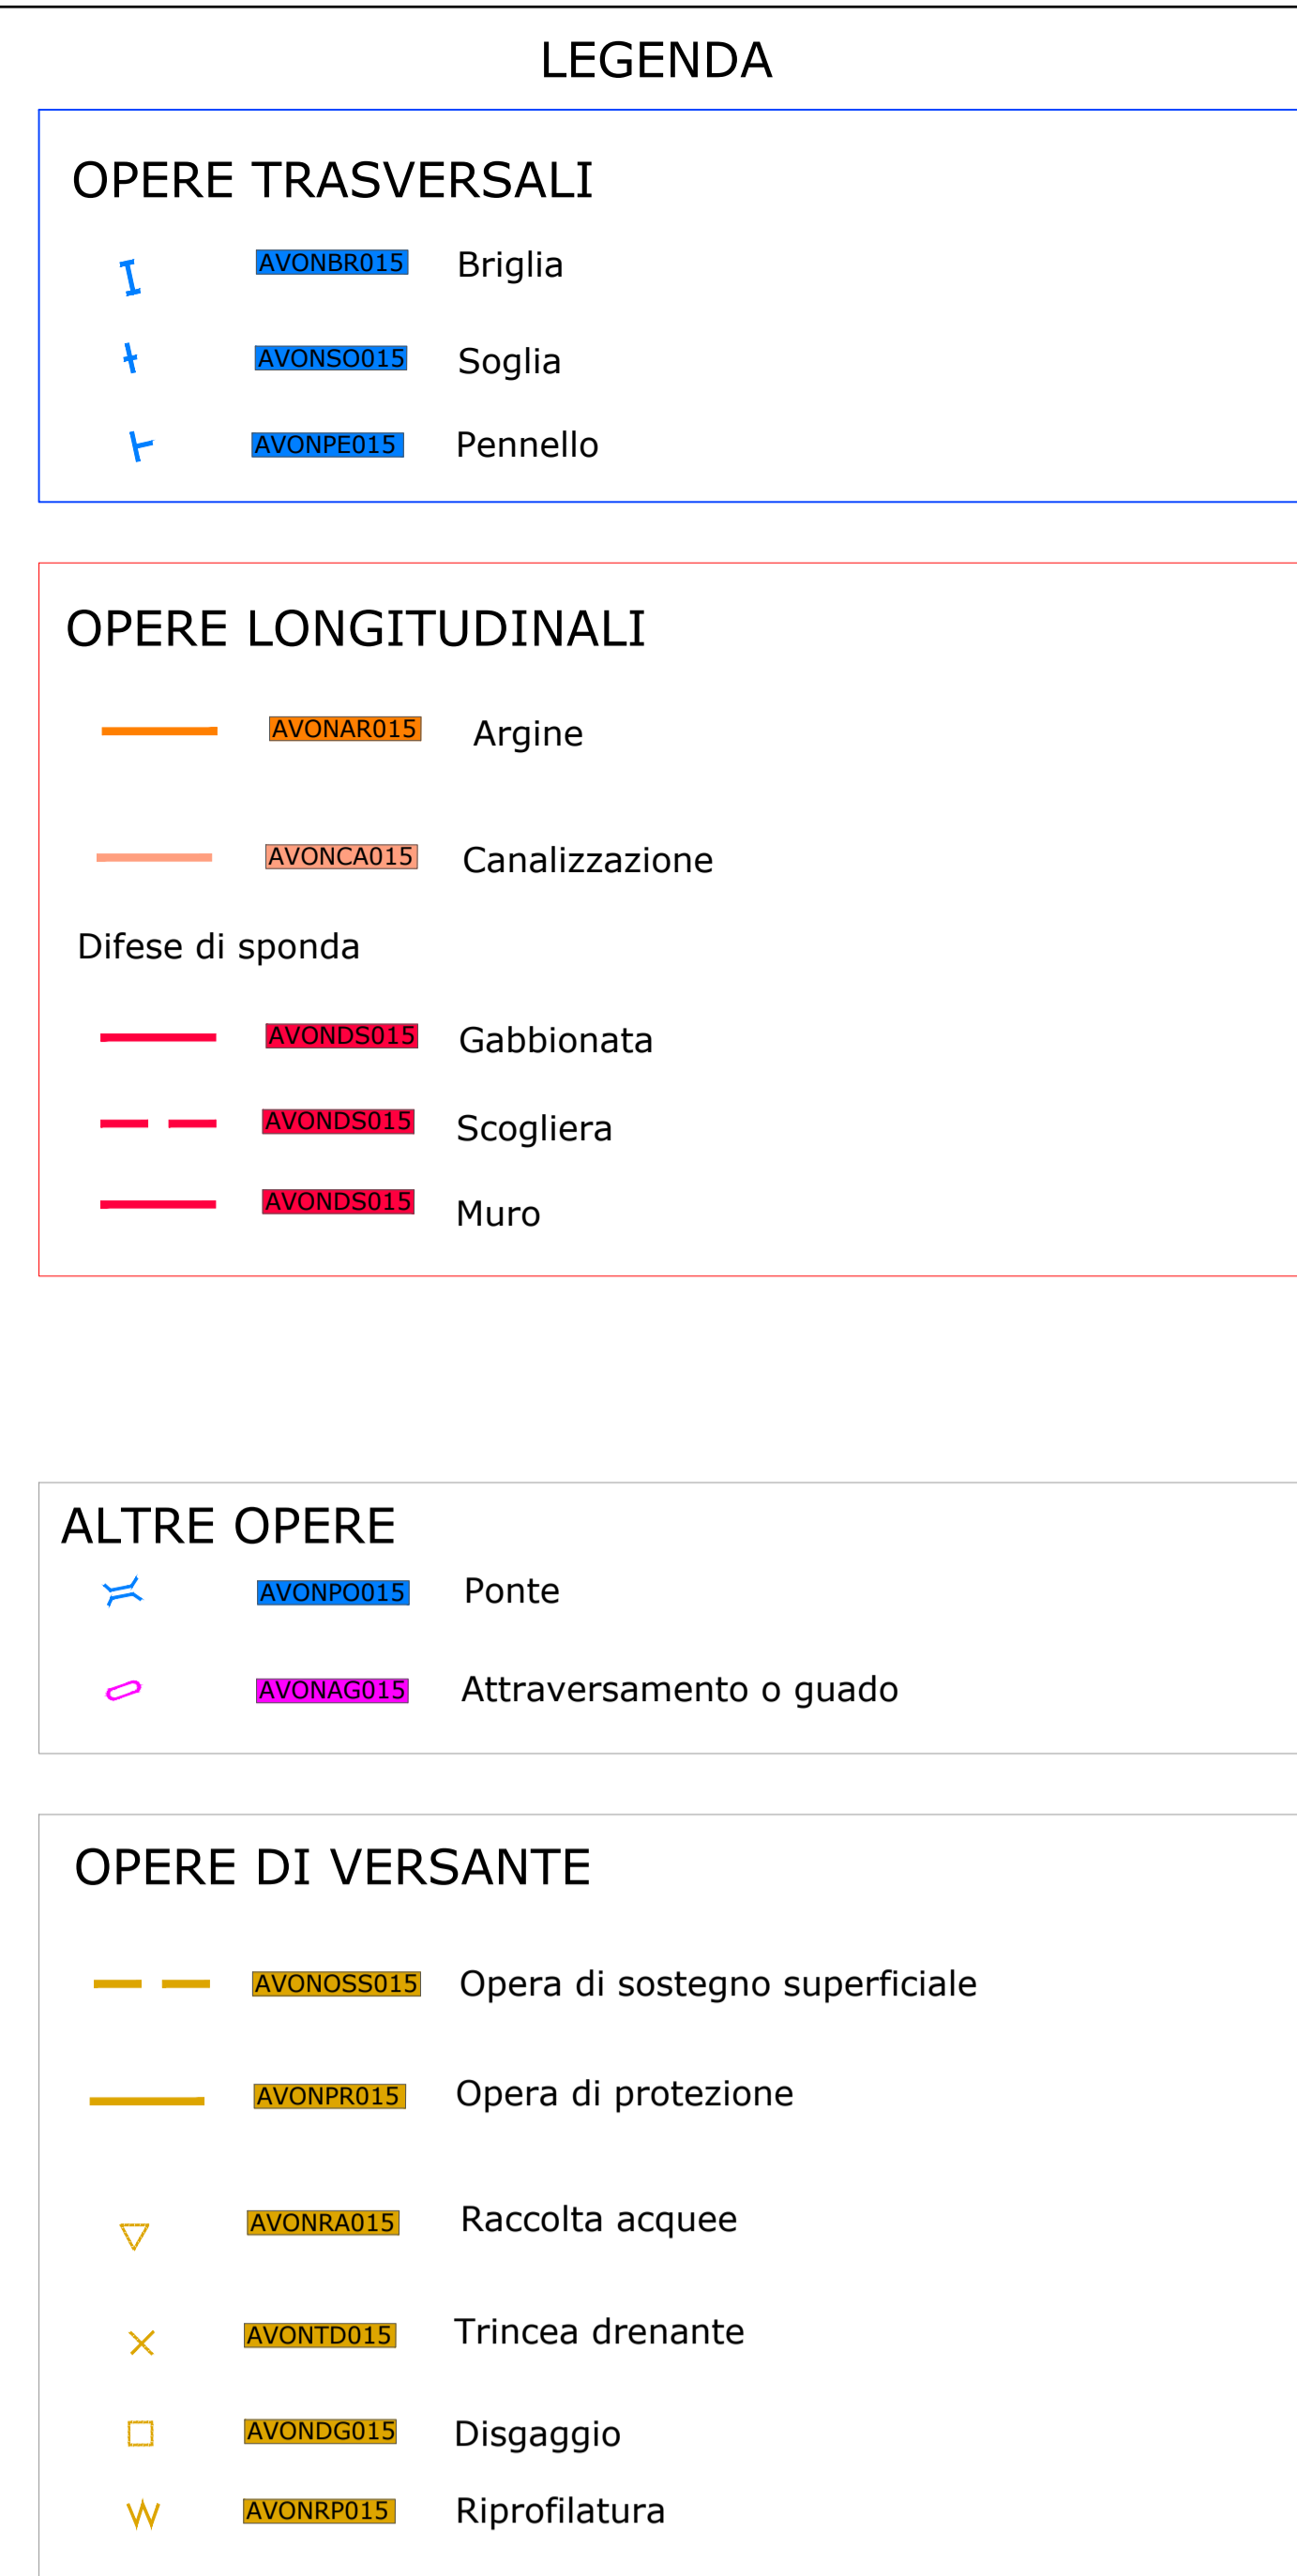 LEGENDA
OPERE TRASVERSALI
AVONBR015 Briglia
AVONSO015 Soglia
AVONPE015 Pennello
OPERE LONGITUDINALI
AVONAR015 Argine
AVONCA015 Canalizzazione
Difese di sponda
AVONDS015 Gabbionata
AVONDS015 Scogliera
AVONDS015 Muro
ALTRE OPERE
AVONPO015 Ponte
AVONAG015 Attraversamento o guado
OPERE DI VERSANTE
AVONOSS015 Opera di sostegno superficiale
AVONPR015 Opera di protezione
AVONRA015 Raccolta acquee
AVONTD015 Trincea drenante
AVONDG015 Disgaggio
AVONRP015 Riprofilatura